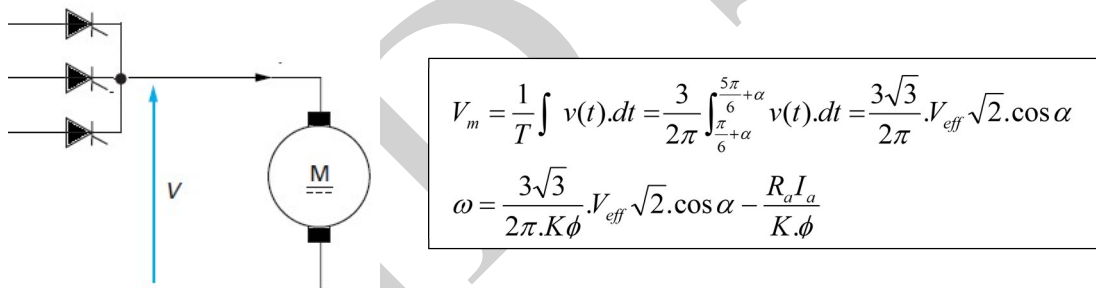 V
M
V_m = \frac{1}{T} \int v(t).dt = \frac{3}{2\pi} \int_{\frac{\pi}{6}+\alpha}^{\frac{5\pi}{6}+\alpha} v(t).dt = \frac{3\sqrt{3}}{2\pi}.V_{eff}\sqrt{2}.\cos\alpha
\omega = \frac{3\sqrt{3}}{2\pi.K\phi}.V_{eff}\sqrt{2}.\cos\alpha - \frac{R_a I_a}{K.\phi}